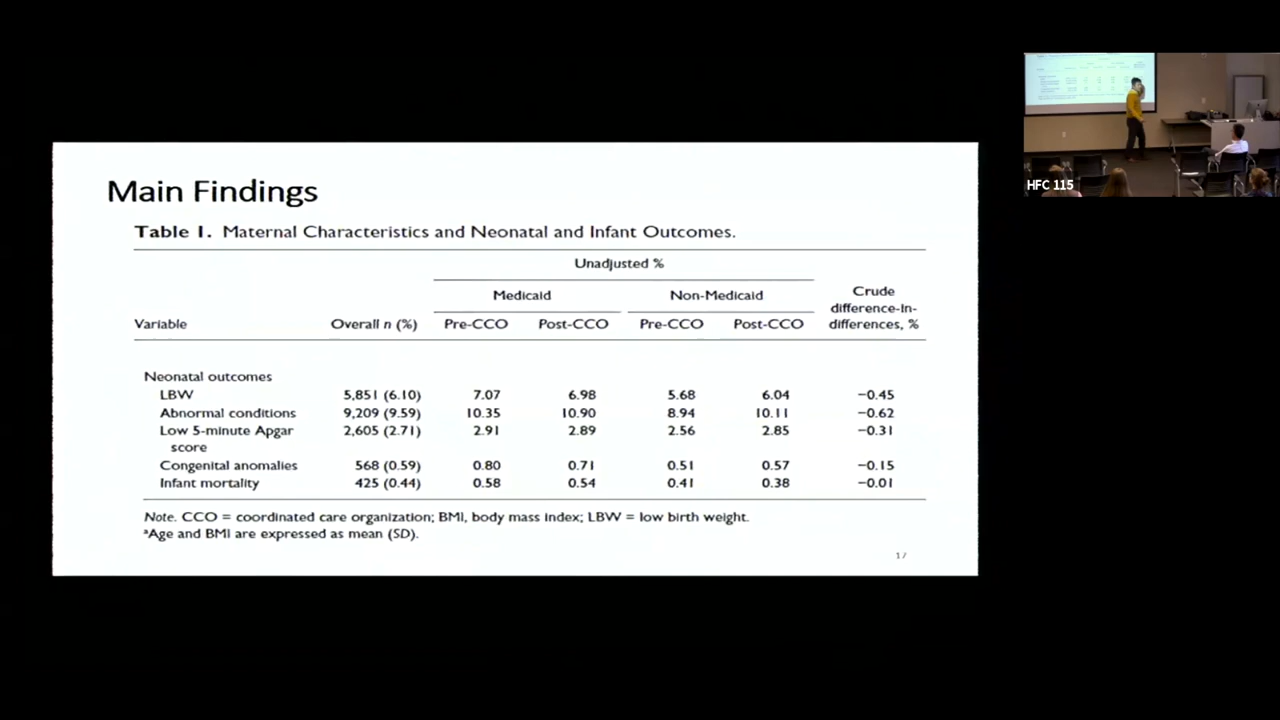 Main Findings
Table 1. Maternal Characteristics and Neonatal and Infant Outcomes.
Unadjusted %
Medicaid Non-Medicaid Crude difference-In-differences, %
Variable Overall n (%) Pre-CCO Post-CCO Pre-CCO Post-CCO
Neonatal outcomes
LBW 5,851 (6.10) 7.07 6.98 5.68 6.04 −0.45
Abnormal conditions 9,209 (9.59) 10.35 10.90 8.94 10.11 −0.62
Low 5-minute Apgar score 2,605 (2.71) 2.91 2.89 2.56 2.85 −0.31
Congenital anomalies 568 (0.59) 0.80 0.71 0.51 0.57 −0.15
Infant mortality 425 (0.44) 0.58 0.54 0.41 0.38 −0.01
Note. CCO = coordinated care organization; BMI, body mass index; LBW = low birth weight.
ᵃAge and BMI are expressed as mean (SD).
17
HFC 115